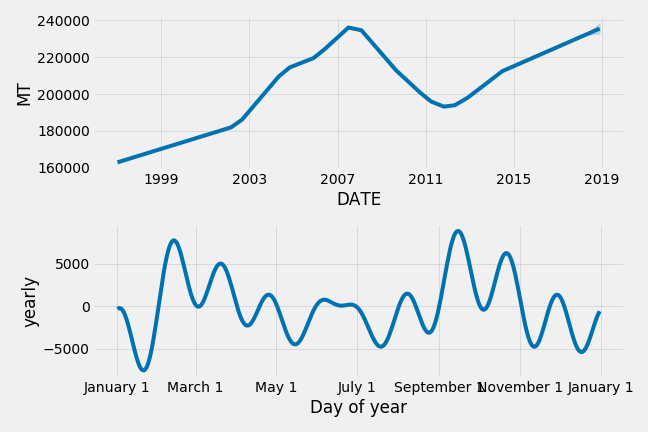 240000
220000
200000
180000
160000
MT
1999 2003 2007 2011 2015 2019
DATE
5000
0
−5000
yearly
January 1 March 1 May 1 July 1 September 1 November 1 January 1
Day of year